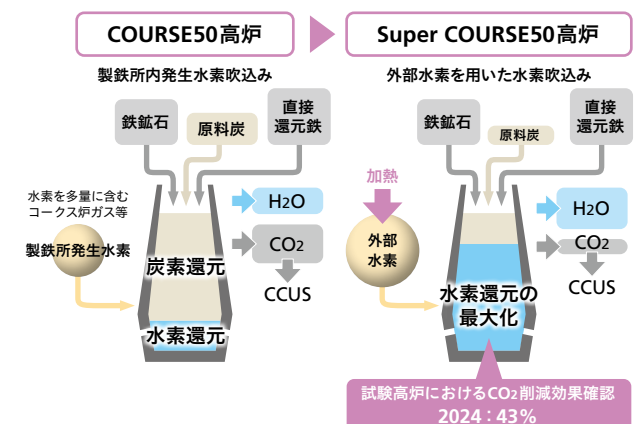 COURSE50高炉
Super COURSE50高炉
製鉄所内発生水素吹込み
外部水素を用いた水素吹込み
鉄鉱石
原料炭
直接
還元鉄
鉄鉱石
原料炭
直接
還元鉄
水素を多量に含む
コークス炉ガス等
製鉄所発生水素
炭素還元
水素還元
H2O
CO2
CCUS
加熱
外部
水素
水素還元の
最大化
H2O
CO2
CCUS
試験高炉におけるCO2削減効果確認
2024：43%